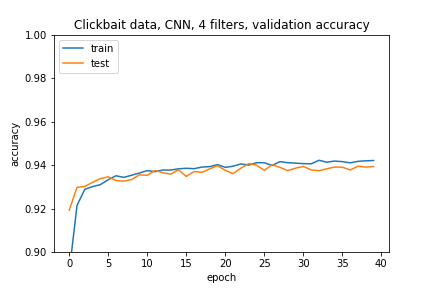 Clickbait data, CNN, 4 filters, validation accuracy
1.00
train
test
0.98
0.96
accuracy
0.94
0.92
0.90
0 5 10 15 20 25 30 35 40
epoch